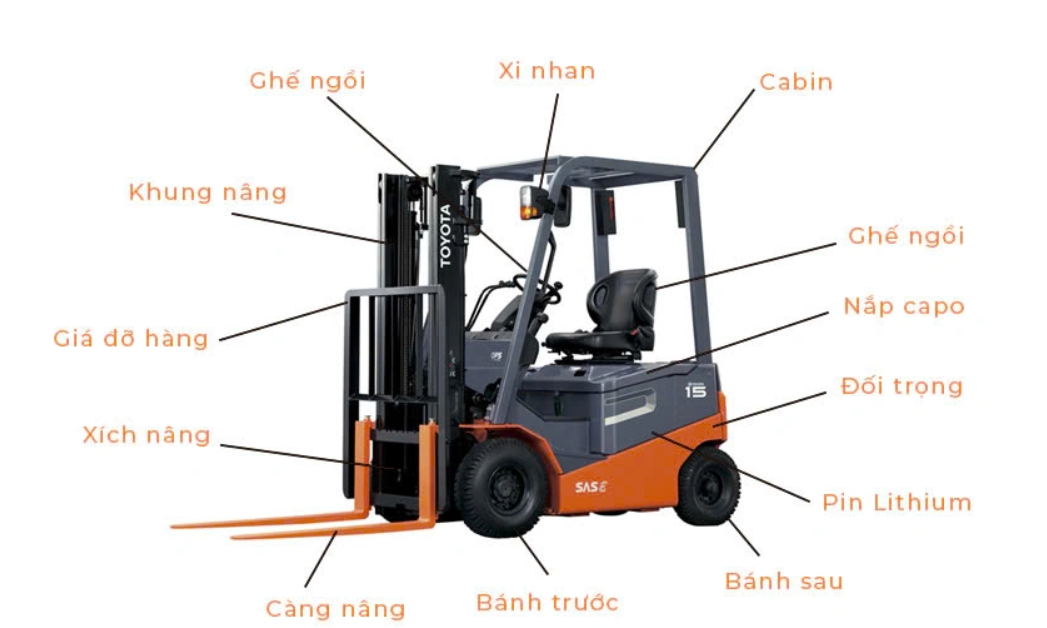 Xi nhan
Ghế ngồi
Cabin
Khung nâng
TOYOTA
Ghế ngồi
Nắp capo
Giá đỡ hàng
Đối trọng
15
Xích nâng
SAS
Pin Lithium
Bánh sau
Càng nâng
Bánh trước